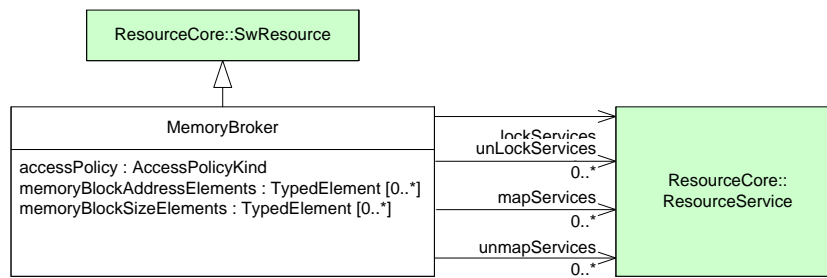 ResourceCore::SwResource
MemoryBroker
accessPolicy : AccessPolicyKind
memoryBlockAddressElements : TypedElement [0..*]
memoryBlockSizeElements : TypedElement [0..*]
lockServices
unLockServices
0..*
mapServices
0..*
unmapServices
0..*
ResourceCore::
ResourceService